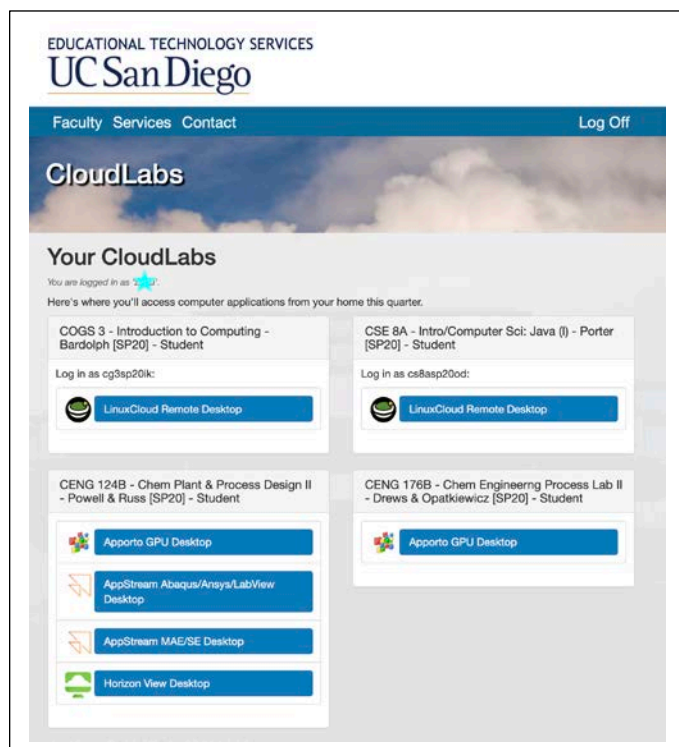 EDUCATIONAL TECHNOLOGY SERVICES
UC San Diego
Faculty Services Contact Log Off
CloudLabs
Your CloudLabs
You are logged in as '
Here's where you'll access computer applications from your home this quarter.
COGS 3 - Introduction to Computing -
Bardolph [SP20] - Student
Log in as cg3sp20ik:
LinuxCloud Remote Desktop
CSE 8A - Intro/Computer Sci: Java (I) - Porter
[SP20] - Student
Log in as cs8asp20od:
LinuxCloud Remote Desktop
CENG 124B - Chem Plant & Process Design II
- Powell & Russ [SP20] - Student
Apporto GPU Desktop
AppStream Abaqus/Ansys/LabView
Desktop
AppStream MAE/SE Desktop
Horizon View Desktop
CENG 176B - Chem Engineerng Process Lab II
- Drews & Opatkiewicz [SP20] - Student
Apporto GPU Desktop